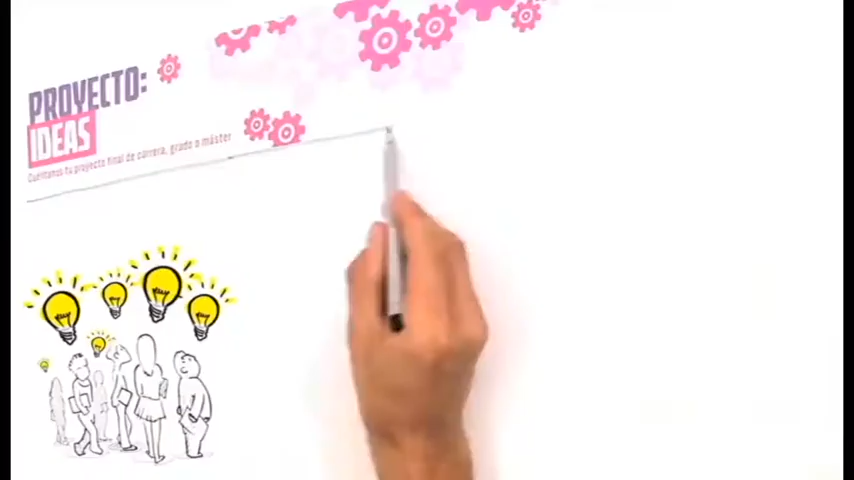 PROYECTO:
IDEAS
Cuéntanos tu proyecto final de carrera, grado o máster